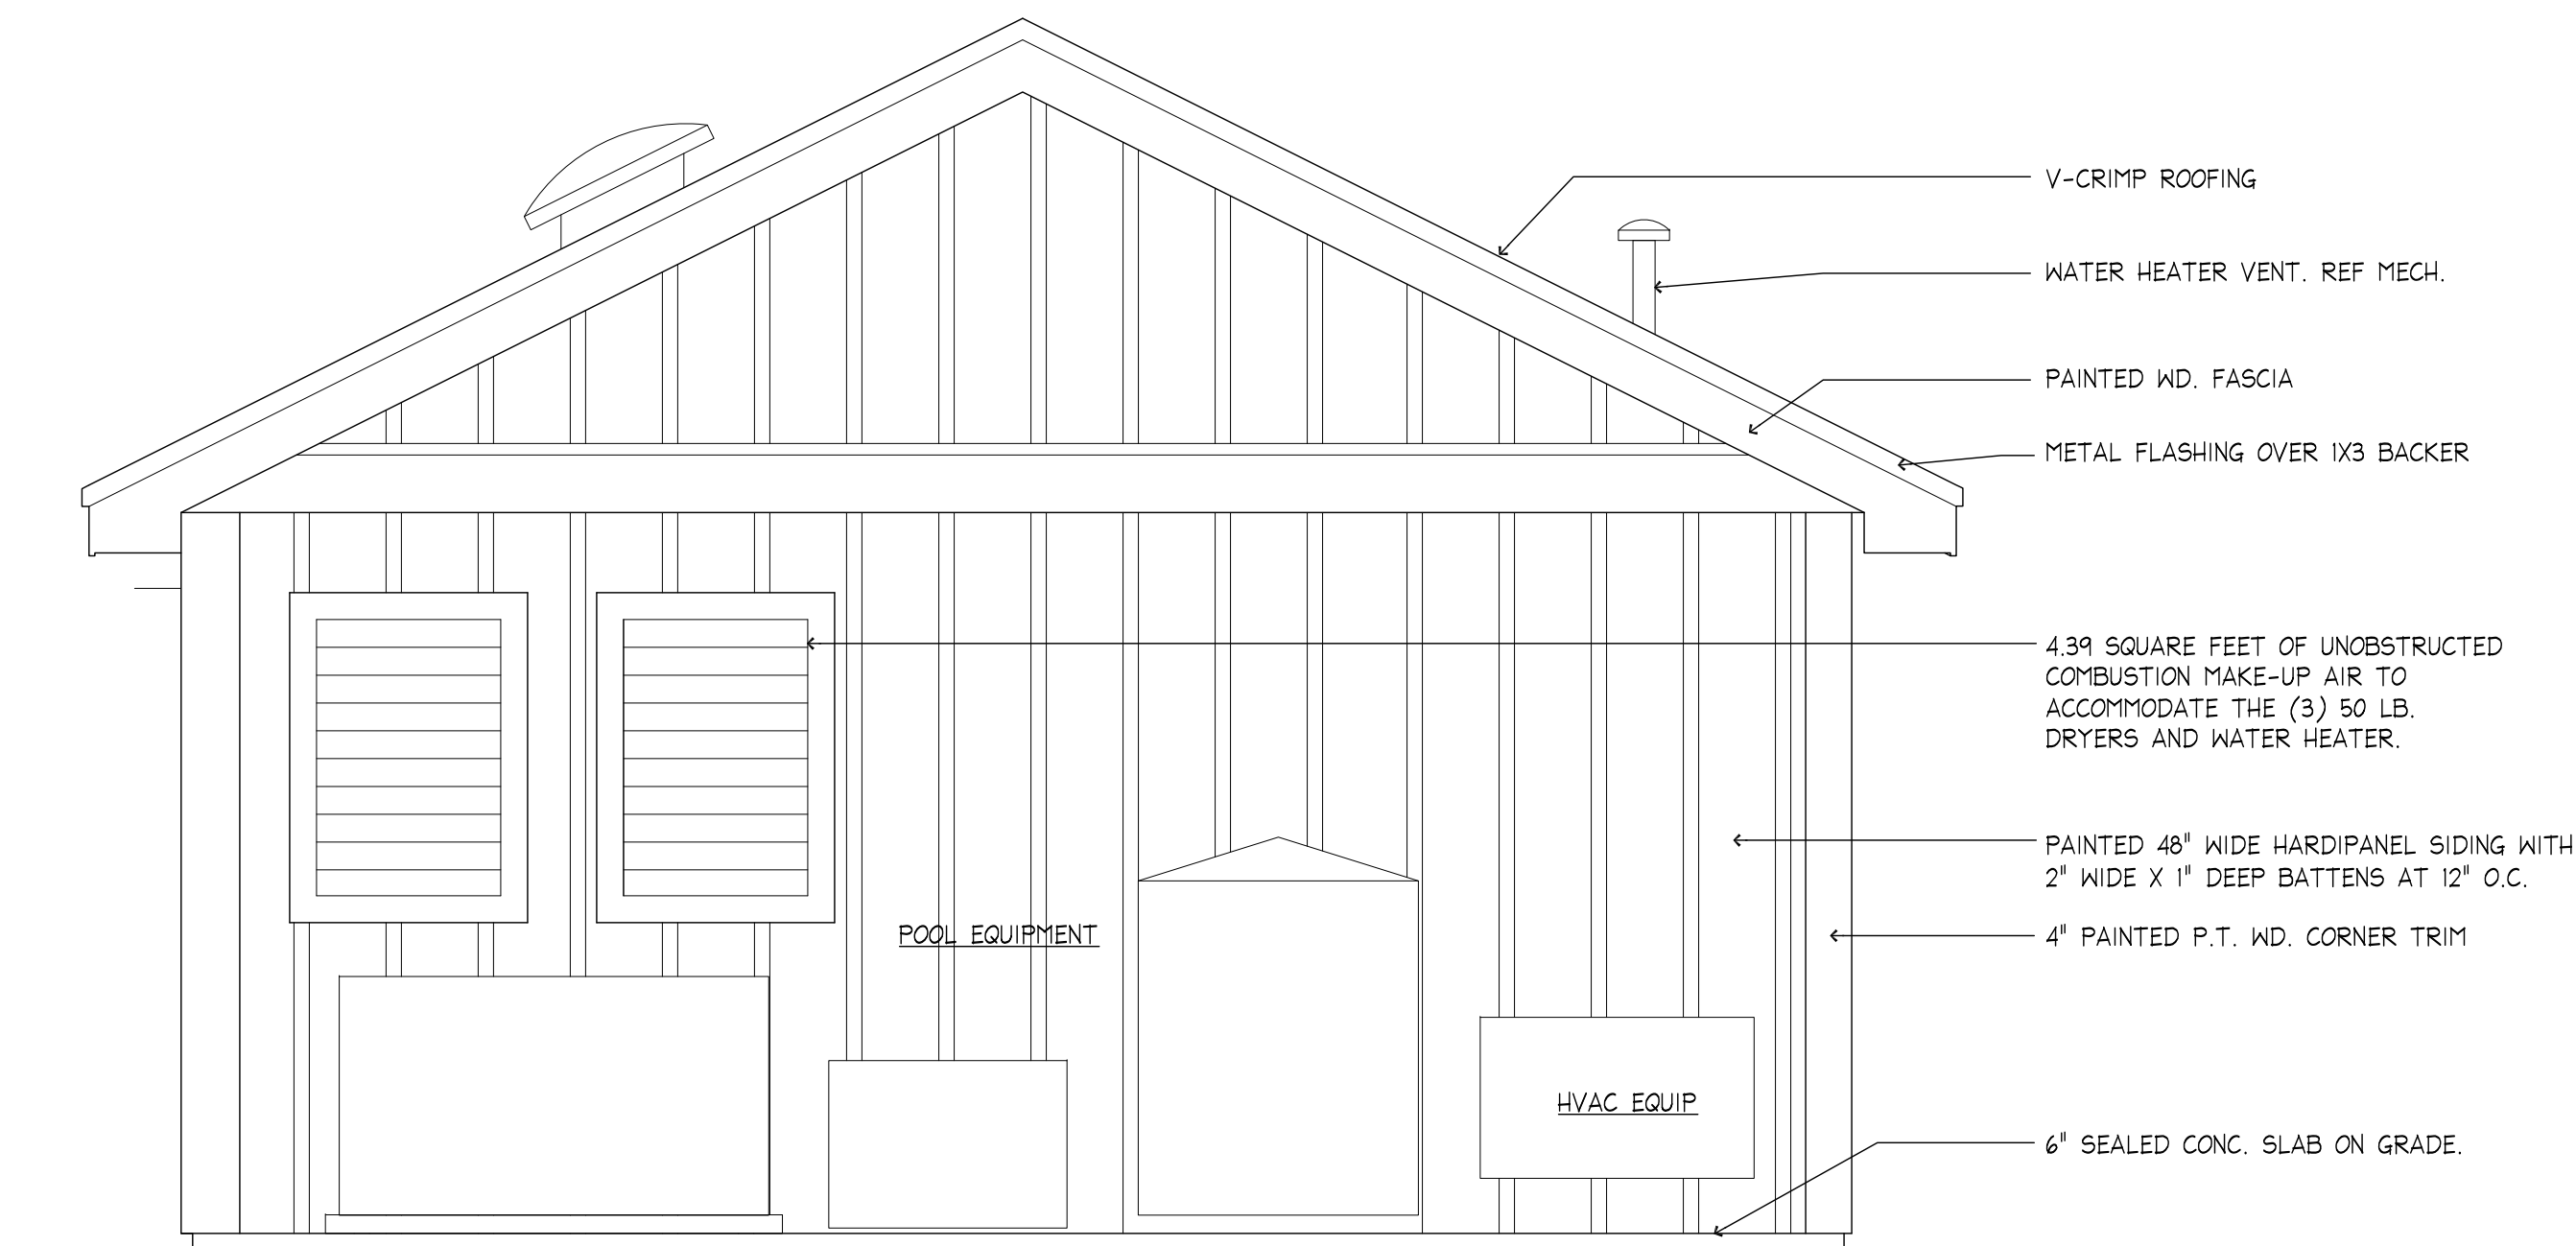 V-CRIMP ROOFING
WATER HEATER VENT. REF MECH.
PAINTED WD. FASCIA
METAL FLASHING OVER 1X3 BACKER
4.39 SQUARE FEET OF UNOBSTRUCTED
COMBUSTION MAKE-UP AIR TO
ACCOMMODATE THE (3) 50 LB.
DRYERS AND WATER HEATER.
PAINTED 48" WIDE HARDIPANEL SIDING WITH
2" WIDE X 1" DEEP BATTENS AT 12" O.C.
POOL EQUIPMENT
4" PAINTED P.T. WD. CORNER TRIM
HVAC EQUIP
6" SEALED CONC. SLAB ON GRADE.